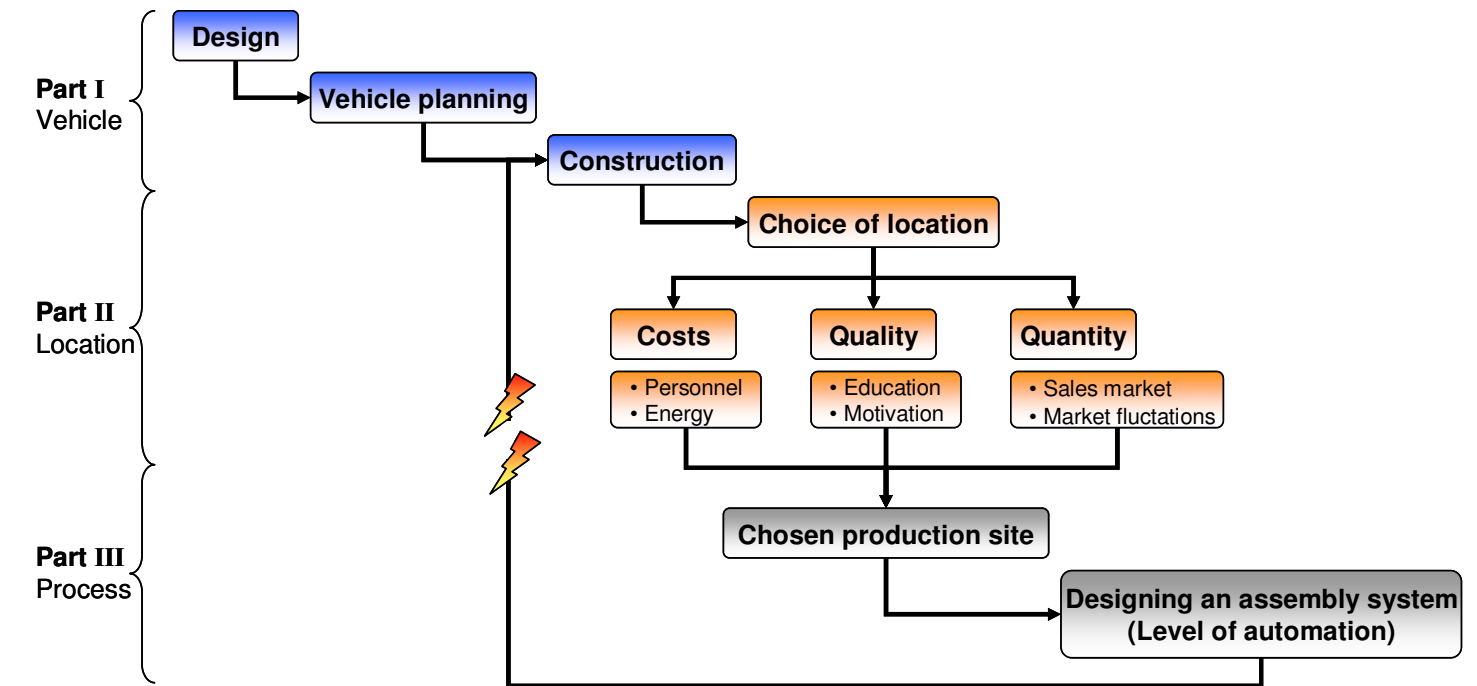 Design
Part I
Vehicle
Vehicle planning
Construction
Choice of location
Part II
Location
Costs
Quality
Quantity
• Personnel
• Energy
• Education
• Motivation
• Sales market
• Market fluctations
Chosen production site
Part III
Process
Designing an assembly system
(Level of automation)